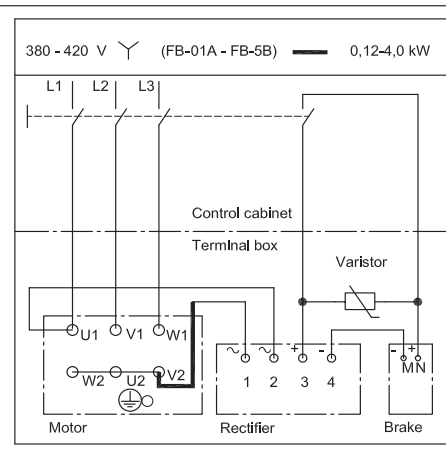 380 - 420 V (FB-01A - FB-5B) 0,12-4,0 kW
L1 L2 L3
Control cabinet
Terminal box
Varistor
U1 V1 W1 ~ ~ + - - +
MN
W2 U2 V2 1 2 3 4
Motor Rectifier Brake